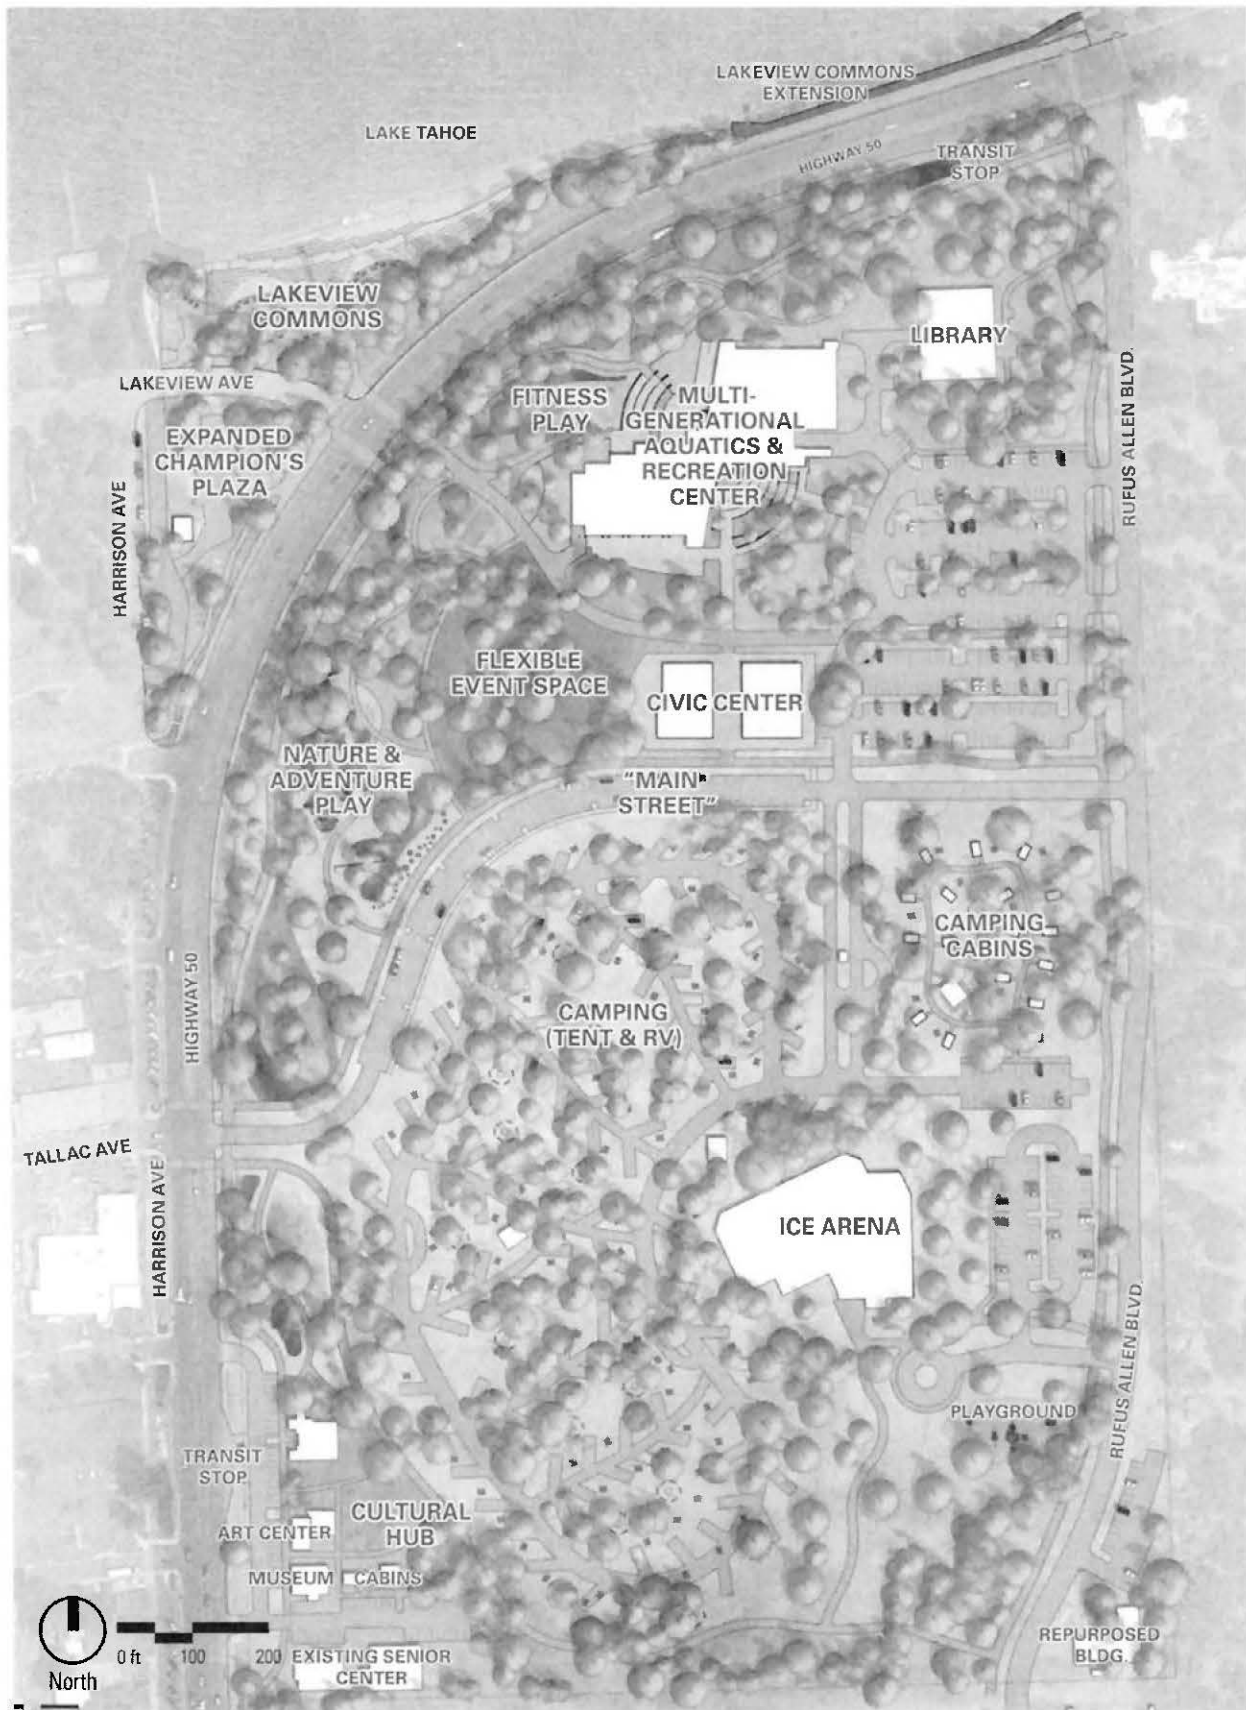 LAKEVIEW COMMONS
EXTENSION
LAKE TAHOE
HIGHWAY 50
TRANSIT
STOP
LAKEVIEW
COMMONS
LIBRARY
LAKEVIEW AVE
FITNESS
PLAY
MULTI-
GENERATIONAL
AQUATICS &
RECREATION
CENTER
RUFUS ALLEN BLVD.
EXPANDED
CHAMPION'S
PLAZA
HARRISON AVE
FLEXIBLE
EVENT SPACE
CIVIC CENTER
NATURE &
ADVENTURE
PLAY
"MAIN
STREET"
CAMPING
CABINS
HIGHWAY 50
CAMPING
(TENT & RV)
TALLAC AVE
HARRISON AVE
ICE ARENA
RUFUS ALLEN BLVD.
PLAYGROUND
TRANSIT
STOP
CULTURAL
HUB
ART CENTER
MUSEUM
CABINS
REPURPOSED
BLDG.
EXISTING SENIOR
CENTER
0 ft 100 200
North